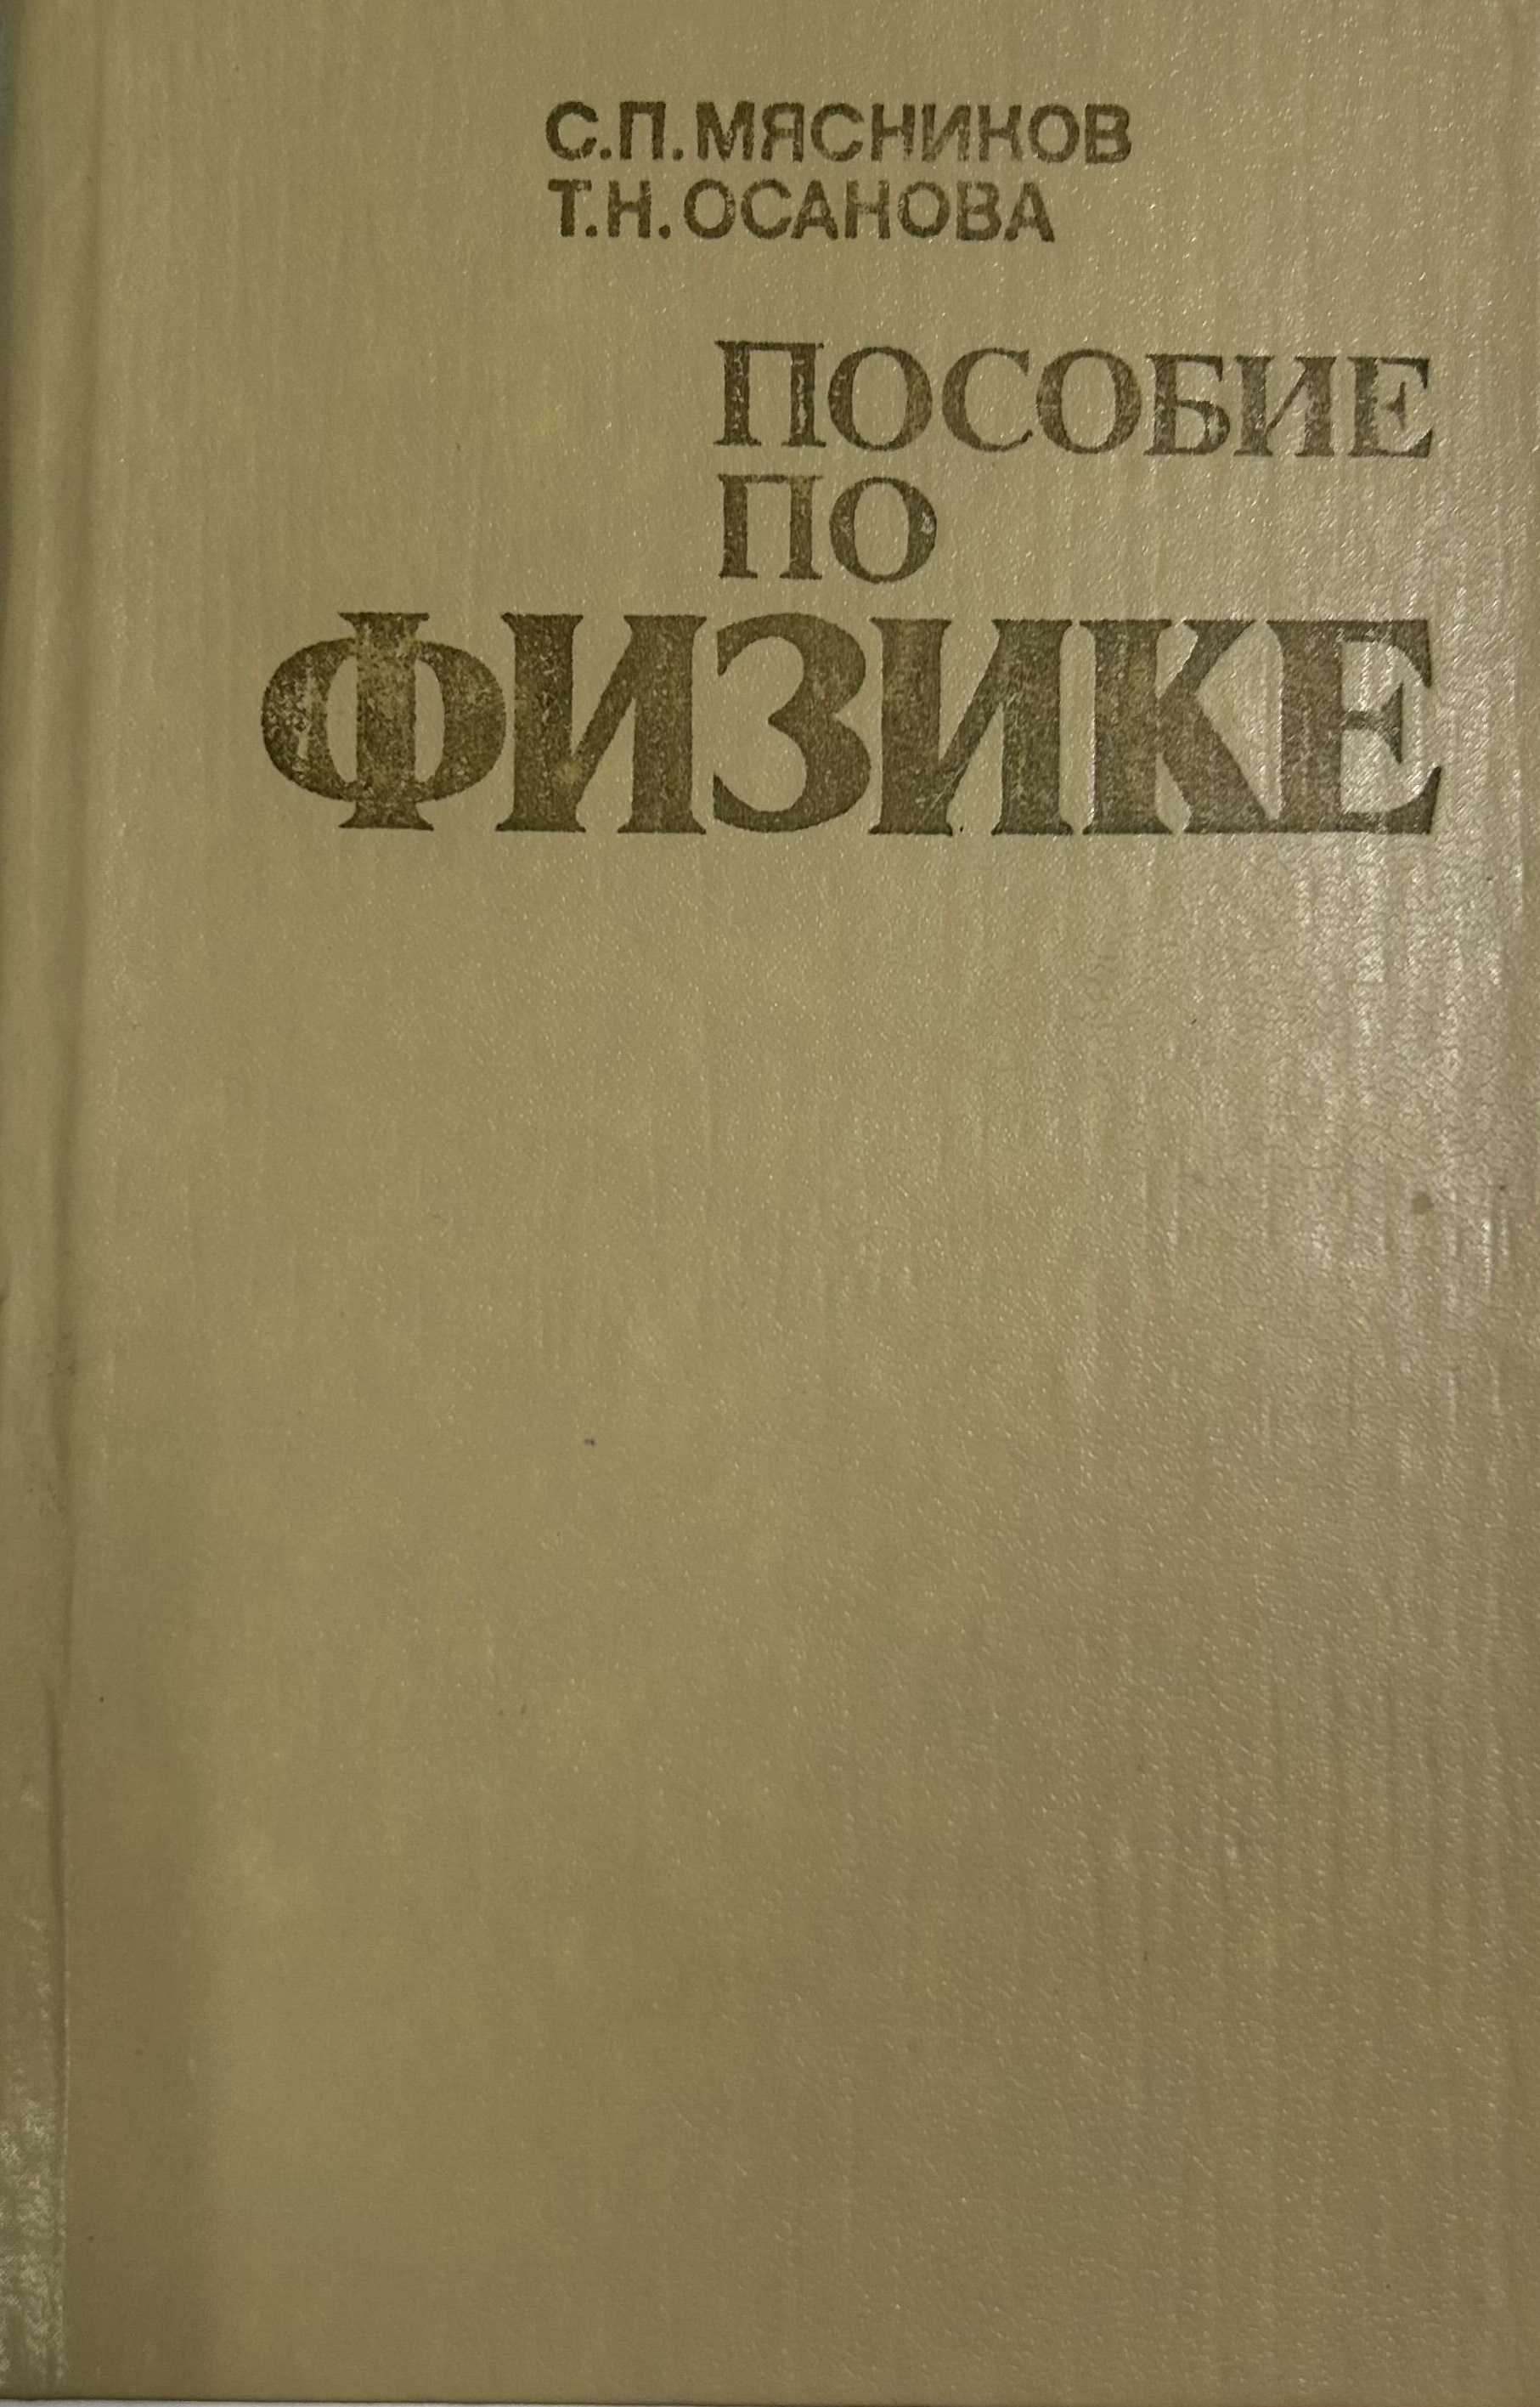 С.П.МЯСНИКОВ
Т.Н.ОСАНОВА
ПОСОБИЕ
ПО
ФИЗИКЕ